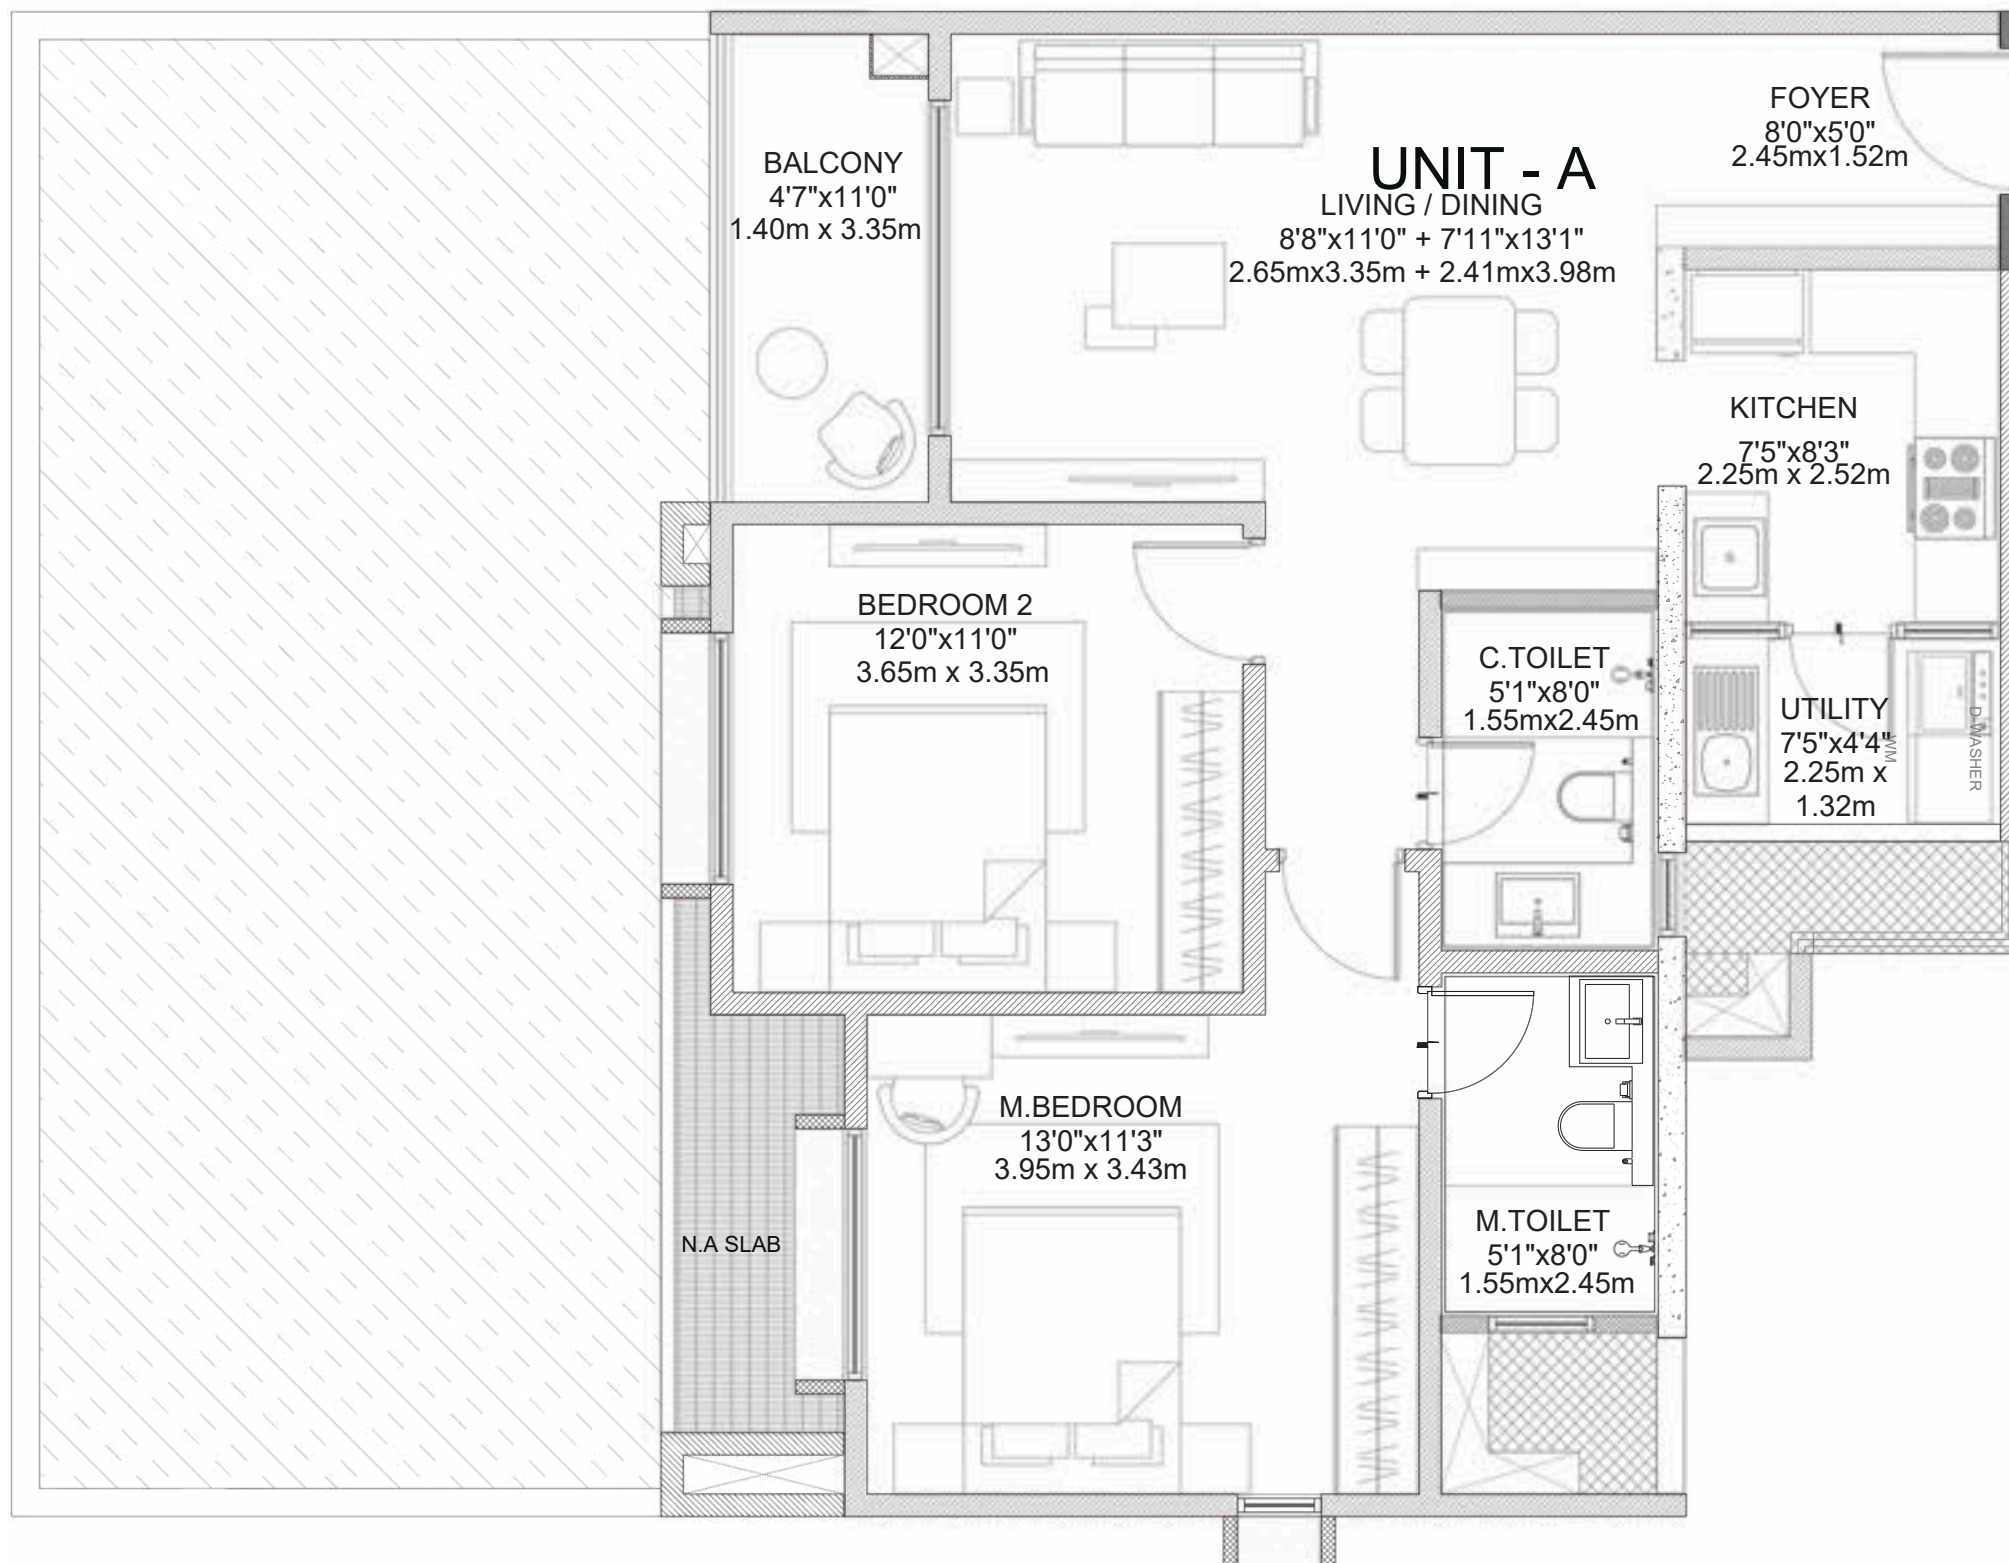 FOYER
8'0"x5'0"
2.45mx1.52m
UNIT - A
LIVING / DINING
8'8"x11'0" + 7'11"x13'1"
2.65mx3.35m + 2.41mx3.98m
BALCONY
4'7"x11'0"
1.40m x 3.35m
KITCHEN
7'5"x8'3"
2.25m x 2.52m
BEDROOM 2
12'0"x11'0"
3.65m x 3.35m
C.TOILET
5'1"x8'0"
1.55mx2.45m
UTILITY
7'5"x4'4"
2.25m x
1.32m
WM
D-WASHER
M.BEDROOM
13'0"x11'3"
3.95m x 3.43m
M.TOILET
5'1"x8'0"
1.55mx2.45m
N.A SLAB